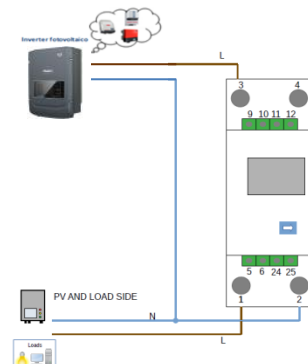 Inverter fotovoltaico
L
3 4
9 10 11 12
5 6 24 25
1 2
PV AND LOAD SIDE
N
L
Loads